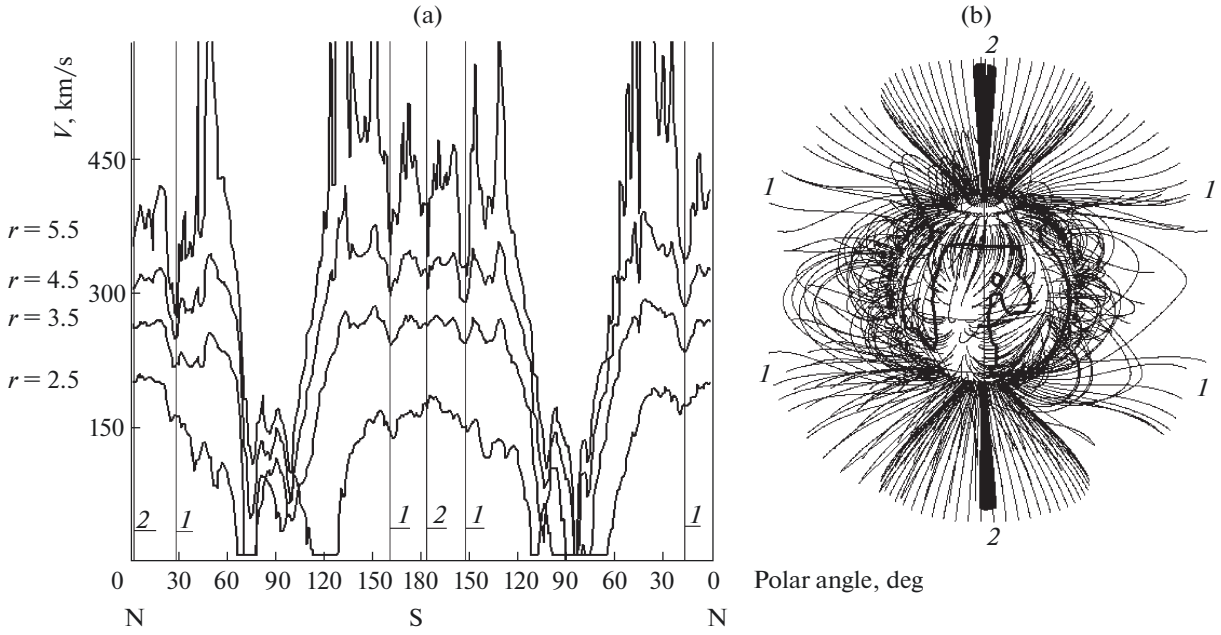 (a)
(b)
V, km/s
450
r = 5.5
r = 4.5
300
r = 3.5
r = 2.5
150
2 1 1 2 1 1
0 30 60 90 120 150 180 150 120 90 60 30 0
Polar angle, deg
N S N
2
1 1
1 1
2